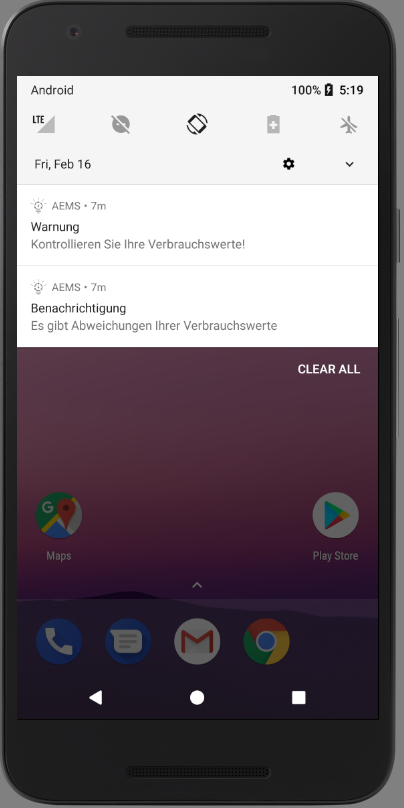 Android 100% 5:19
LTE
Fri, Feb 16
AEMS • 7m
Warnung
Kontrollieren Sie Ihre Verbrauchswerte!
AEMS • 7m
Benachrichtigung
Es gibt Abweichungen Ihrer Verbrauchswerte
CLEAR ALL
G
Maps Play Store